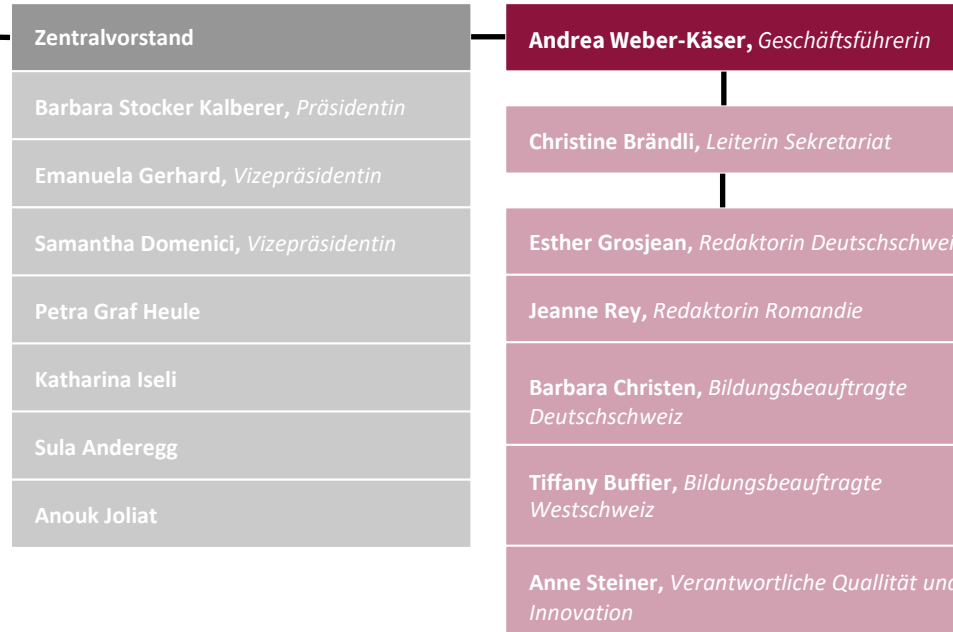 Zentralvorstand
Barbara Stocker Kalberer, Präsidentin
Emanuela Gerhard, Vizepräsidentin
Samantha Domenici, Vizepräsidentin
Petra Graf Heule
Katharina Iseli
Sula Anderegg
Anouk Joliat
Andrea Weber-Käser, Geschäftsführerin
Christine Brändli, Leiterin Sekretariat
Esther Grosjean, Redaktorin Deutschschwei
Jeanne Rey, Redaktorin Romandie
Barbara Christen, Bildungsbeauftragte
Deutschschweiz
Tiffany Buffier, Bildungsbeauftragte
Westschweiz
Anne Steiner, Verantwortliche Quallität und
Innovation